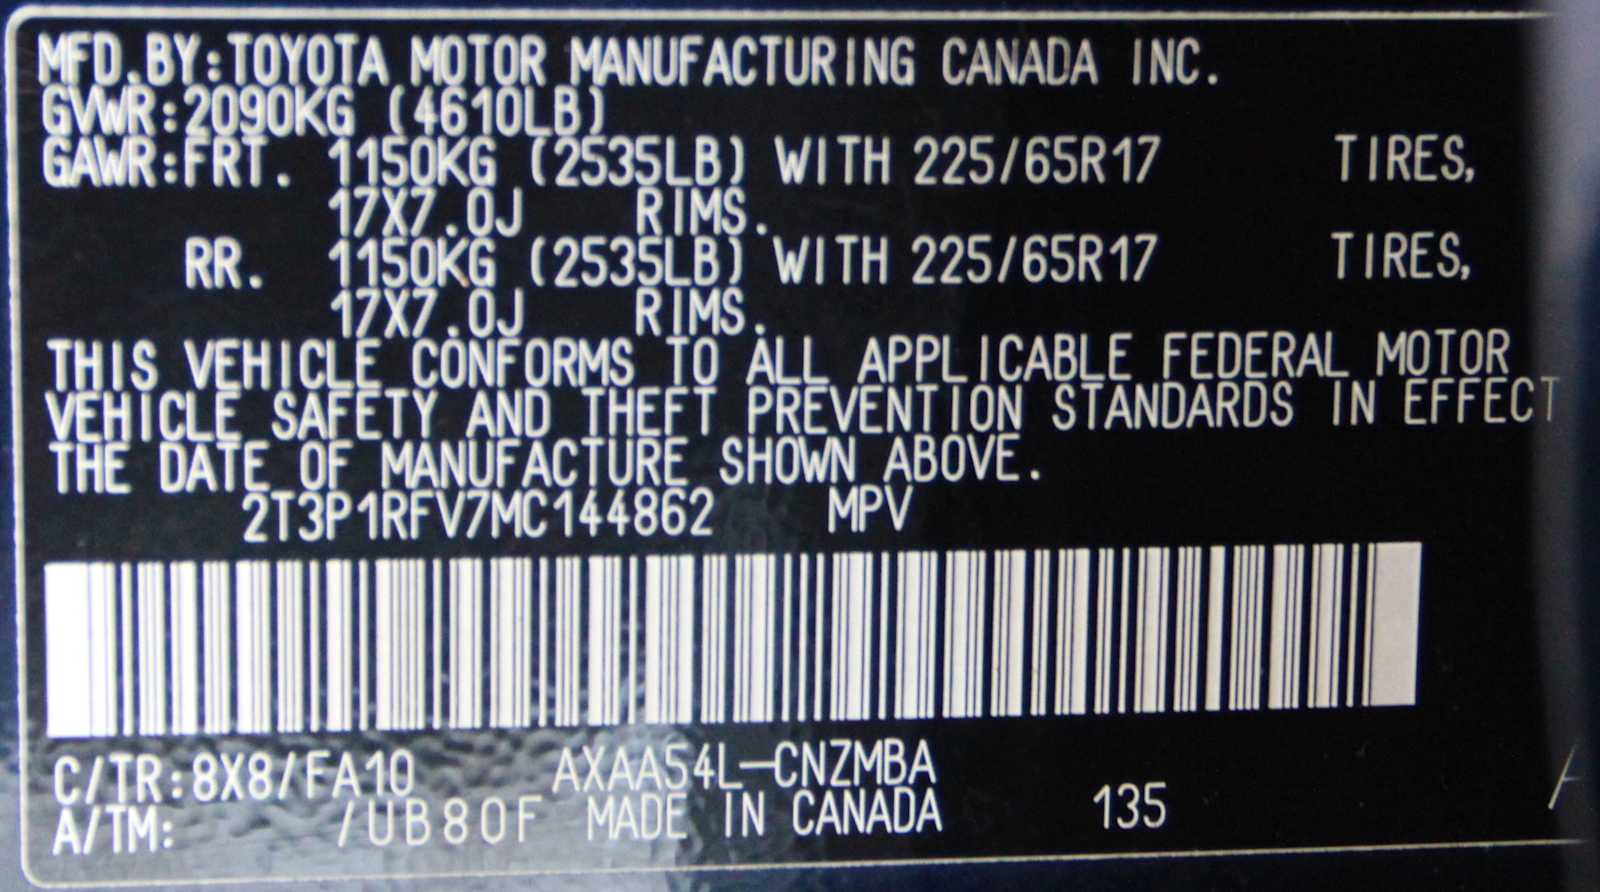 MFD.BY:TOYOTA MOTOR MANUFACTURING CANADA INC.
GVWR:2090KG (4610LB)
GAWR:FRT. 1150KG (2535LB) WITH 225/65R17 TIRES,
17X7.0J RIMS.
RR. 1150KG (2535LB) WITH 225/65R17 TIRES,
17X7.0J RIMS.
THIS VEHICLE CONFORMS TO ALL APPLICABLE FEDERAL MOTOR
VEHICLE SAFETY AND THEFT PREVENTION STANDARDS IN EFFECT
THE DATE OF MANUFACTURE SHOWN ABOVE.
2T3P1RFV7MC144862 MPV
C/TR:8X8/FA10 AXAA54L-CNZMBA
A/TM: /UB80F MADE IN CANADA 135